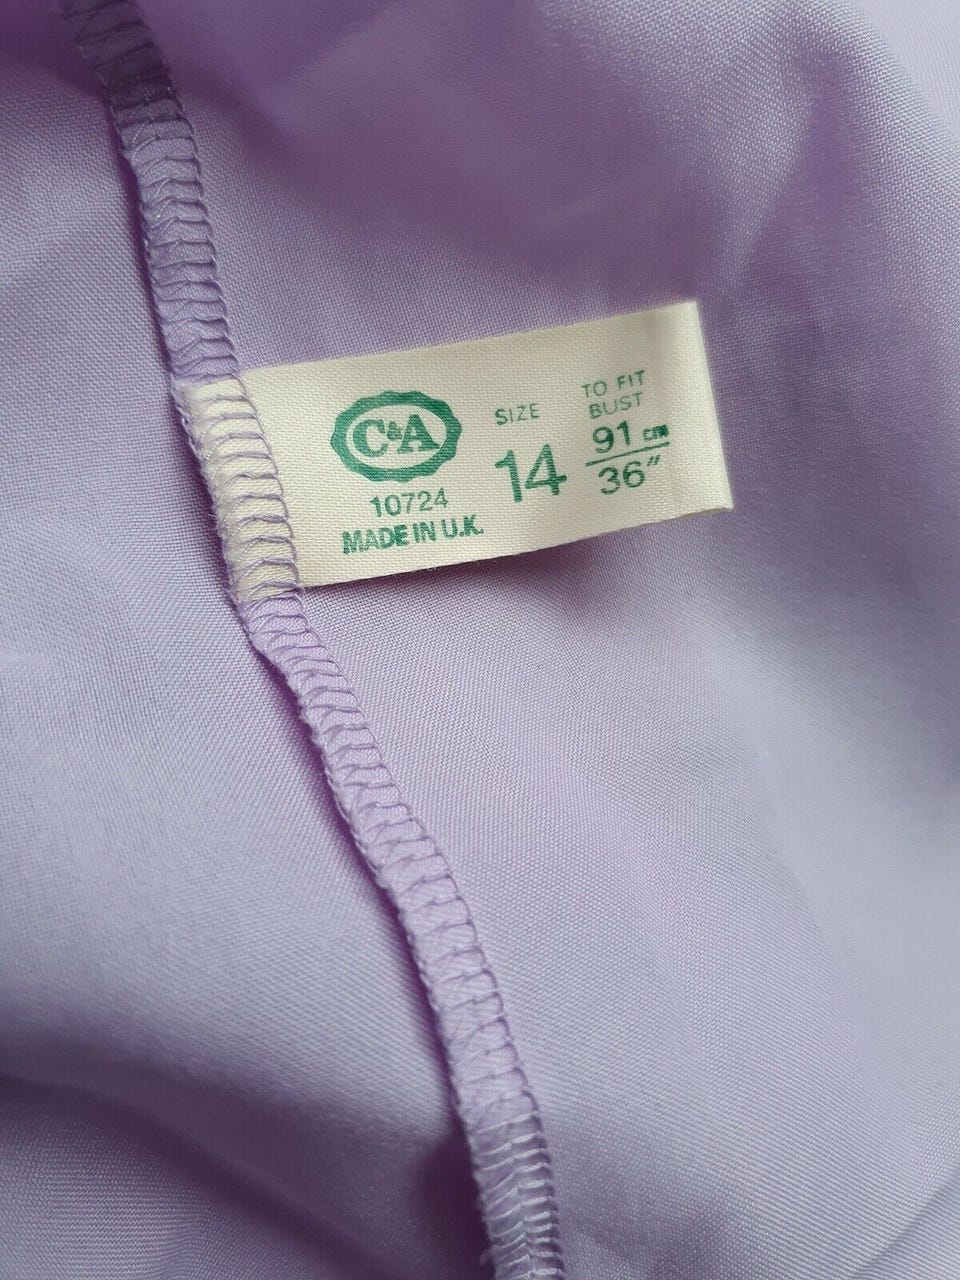 C&A
10724
MADE IN U.K.
SIZE
14
TO FIT
BUST
91 cm
36"